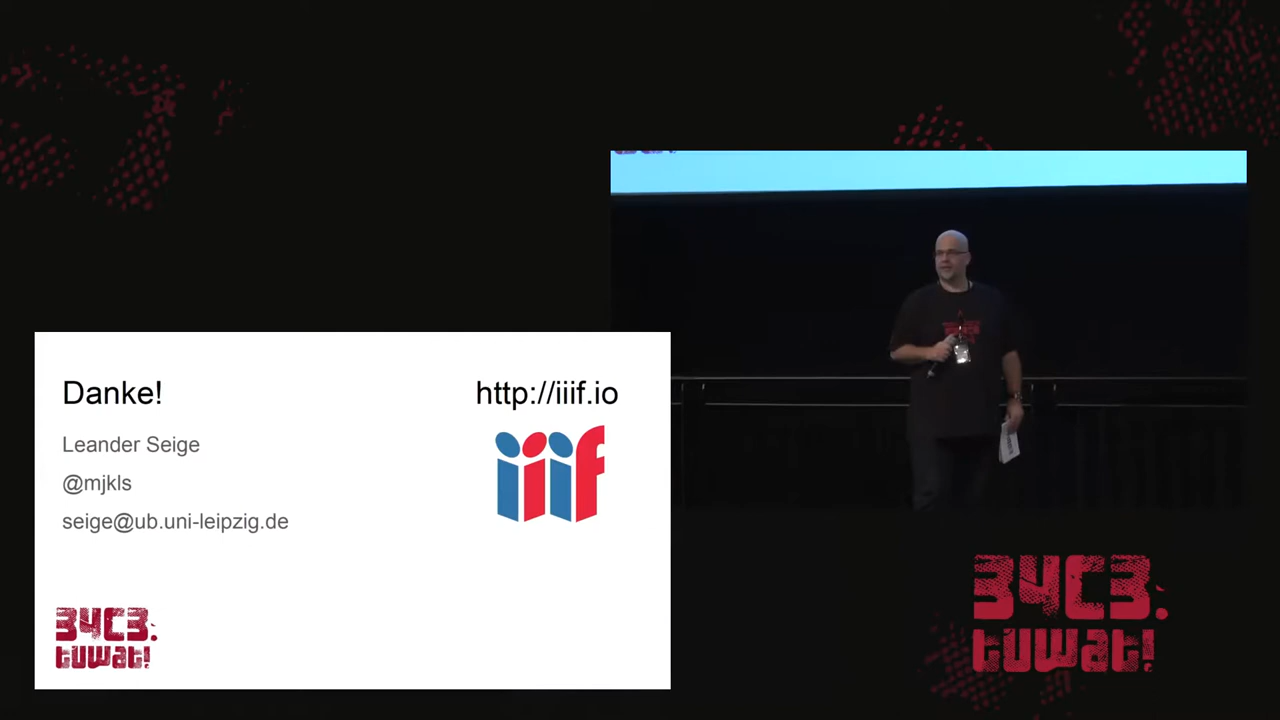 Danke!
http://iiif.io
Leander Seige
@mjkls
seige@ub.uni-leipzig.de
iiif
34C3.
tuwat!
34C3.
tuwat!